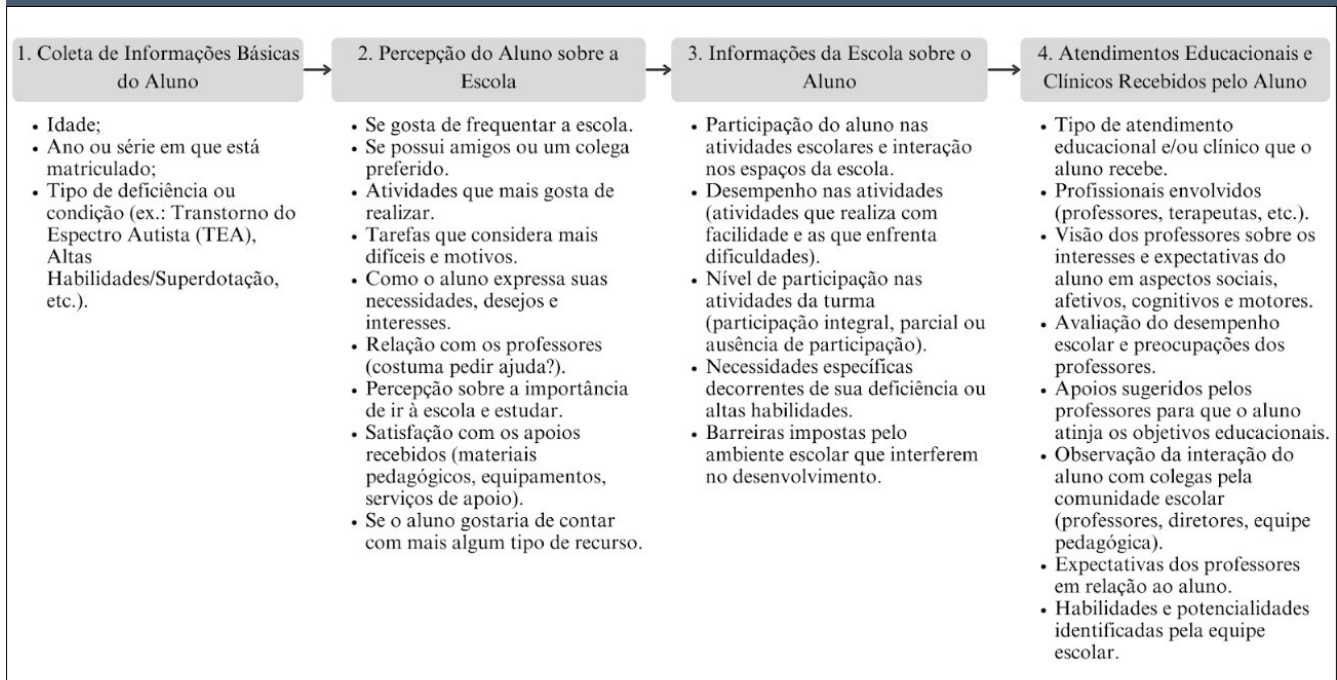 1. Coleta de Informações Básicas
do Aluno
2. Percepção do Aluno sobre a
Escola
3. Informações da Escola sobre o
Aluno
4. Atendimentos Educacionais e
Clínicos Recebidos pelo Aluno
• Idade;
• Ano ou série em que está
matriculado;
• Tipo de deficiência ou
condição (ex.: Transtorno do
Espectro Autista (TEA),
Altas
Habilidades/Superdotação,
etc.).
• Se gosta de frequentar a escola.
• Se possui amigos ou um colega
preferido.
• Atividades que mais gosta de
realizar.
• Tarefas que considera mais
difíceis e motivos.
• Como o aluno expressa suas
necessidades, desejos e
interesses.
• Relação com os professores
(costuma pedir ajuda?).
• Percepção sobre a importância
de ir à escola e estudar.
• Satisfação com os apoios
recebidos (materiais
pedagógicos, equipamentos,
serviços de apoio).
• Se o aluno gostaria de contar
com mais algum tipo de recurso.
• Participação do aluno nas
atividades escolares e interação
nos espaços da escola.
• Desempenho nas atividades
(atividades que realiza com
facilidade e as que enfrenta
dificuldades).
• Nível de participação nas
atividades da turma
(participação integral, parcial ou
ausência de participação).
• Necessidades específicas
decorrentes de sua deficiência ou
altas habilidades.
• Barreiras impostas pelo
ambiente escolar que interferem
no desenvolvimento.
• Tipo de atendimento
educacional e/ou clínico que o
aluno recebe.
• Profissionais envolvidos
(professores, terapeutas, etc.).
• Visão dos professores sobre os
interesses e expectativas do
aluno em aspectos sociais,
afetivos, cognitivos e motores.
• Avaliação do desempenho
escolar e preocupações dos
professores.
• Apoios sugeridos pelos
professores para que o aluno
atinja os objetivos educacionais.
• Observação da interação do
aluno com colegas pela
comunidade escolar
(professores, diretores, equipe
pedagógica).
• Expectativas dos professores
em relação ao aluno.
• Habilidades e potencialidades
identificadas pela equipe
escolar.